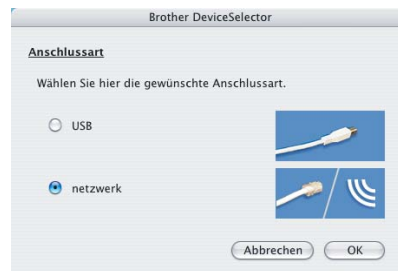 Brother DeviceSelector
Anschlussart
Wählen Sie hier die gewünschte Anschlussart.
USB
netzwerk
Abbrechen OK